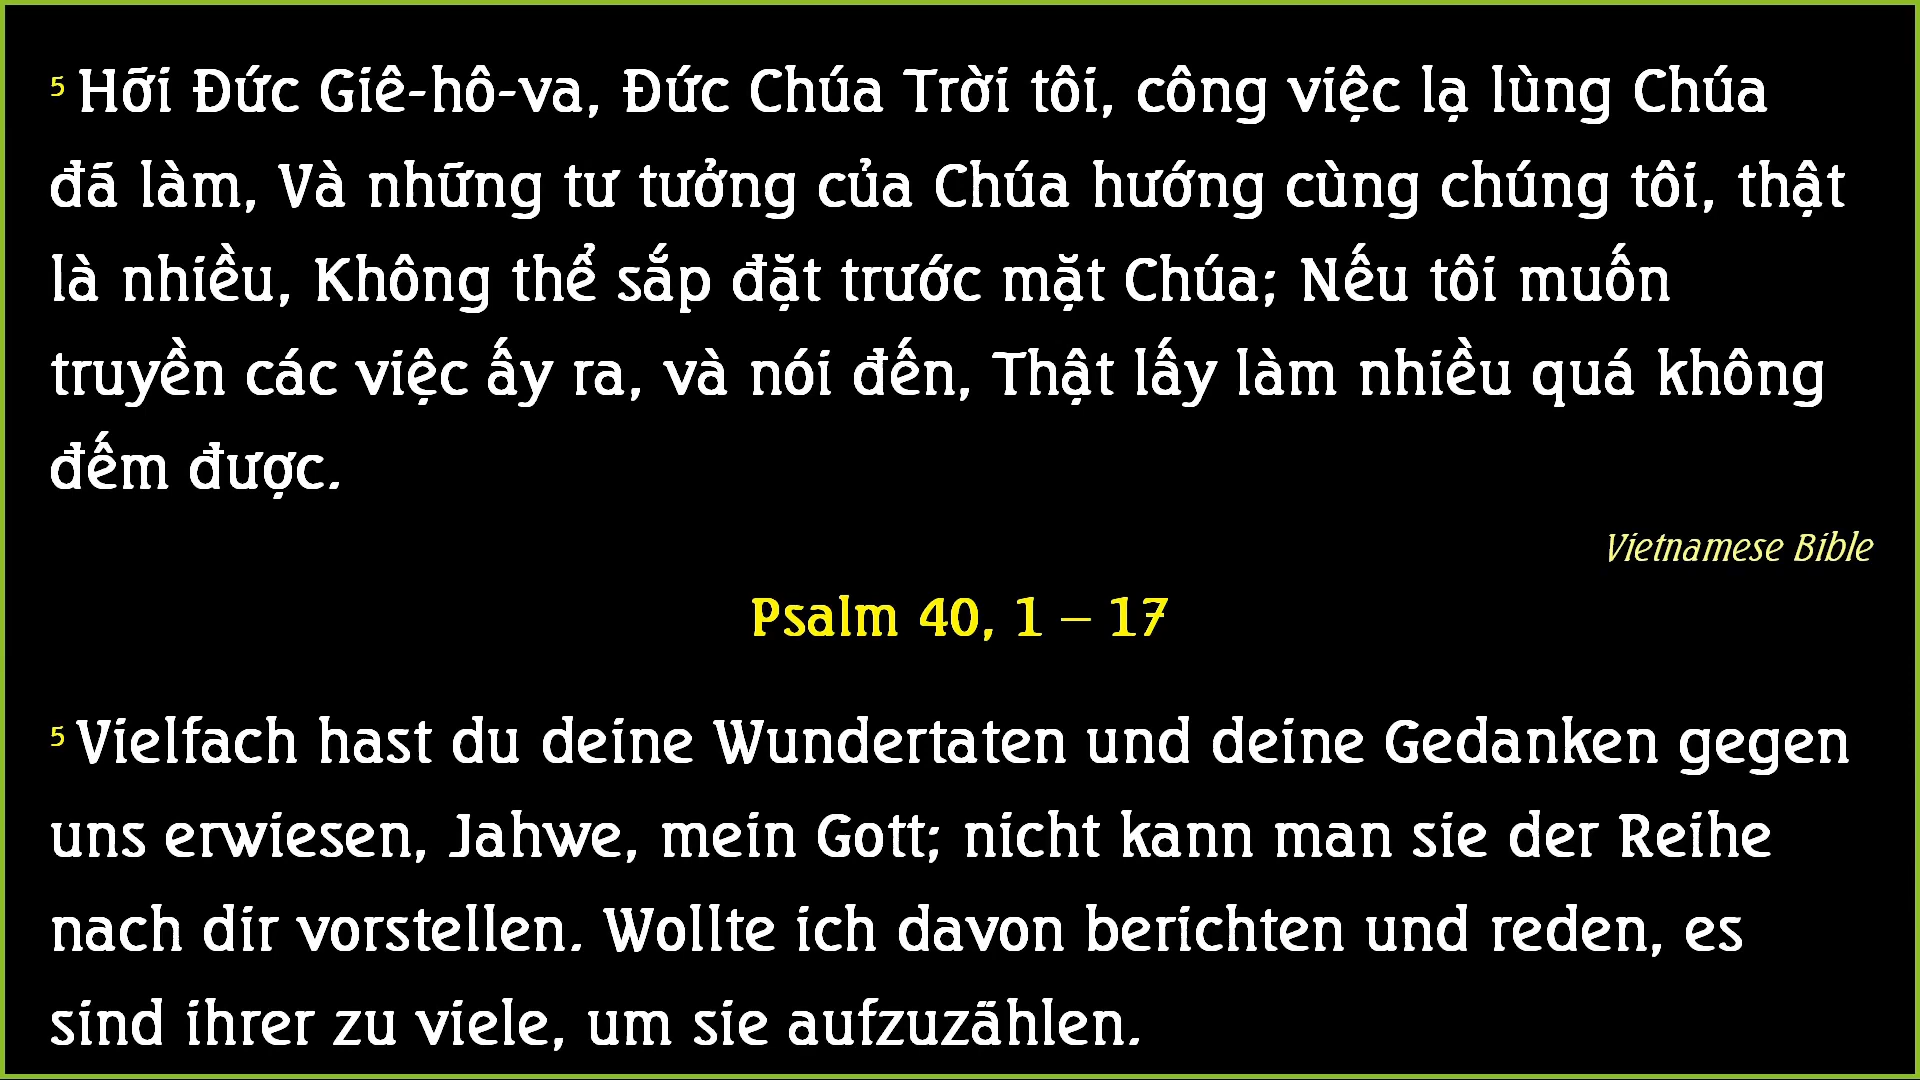 5 Hỡi Đức Giê-hô-va, Đức Chúa Trời tôi, công việc lạ lùng Chúa
đã làm, Và những tư tưởng của Chúa hướng cùng chúng tôi, thật
là nhiều, Không thể sắp đặt trước mặt Chúa; Nếu tôi muốn
truyền các việc ấy ra, và nói đến, Thật lấy làm nhiều quá không
đếm được.
Vietnamese Bible
Psalm 40, 1 – 17
5 Vielfach hast du deine Wundertaten und deine Gedanken gegen
uns erwiesen, Jahwe, mein Gott; nicht kann man sie der Reihe
nach dir vorstellen. Wollte ich davon berichten und reden, es
sind ihrer zu viele, um sie aufzuzählen.